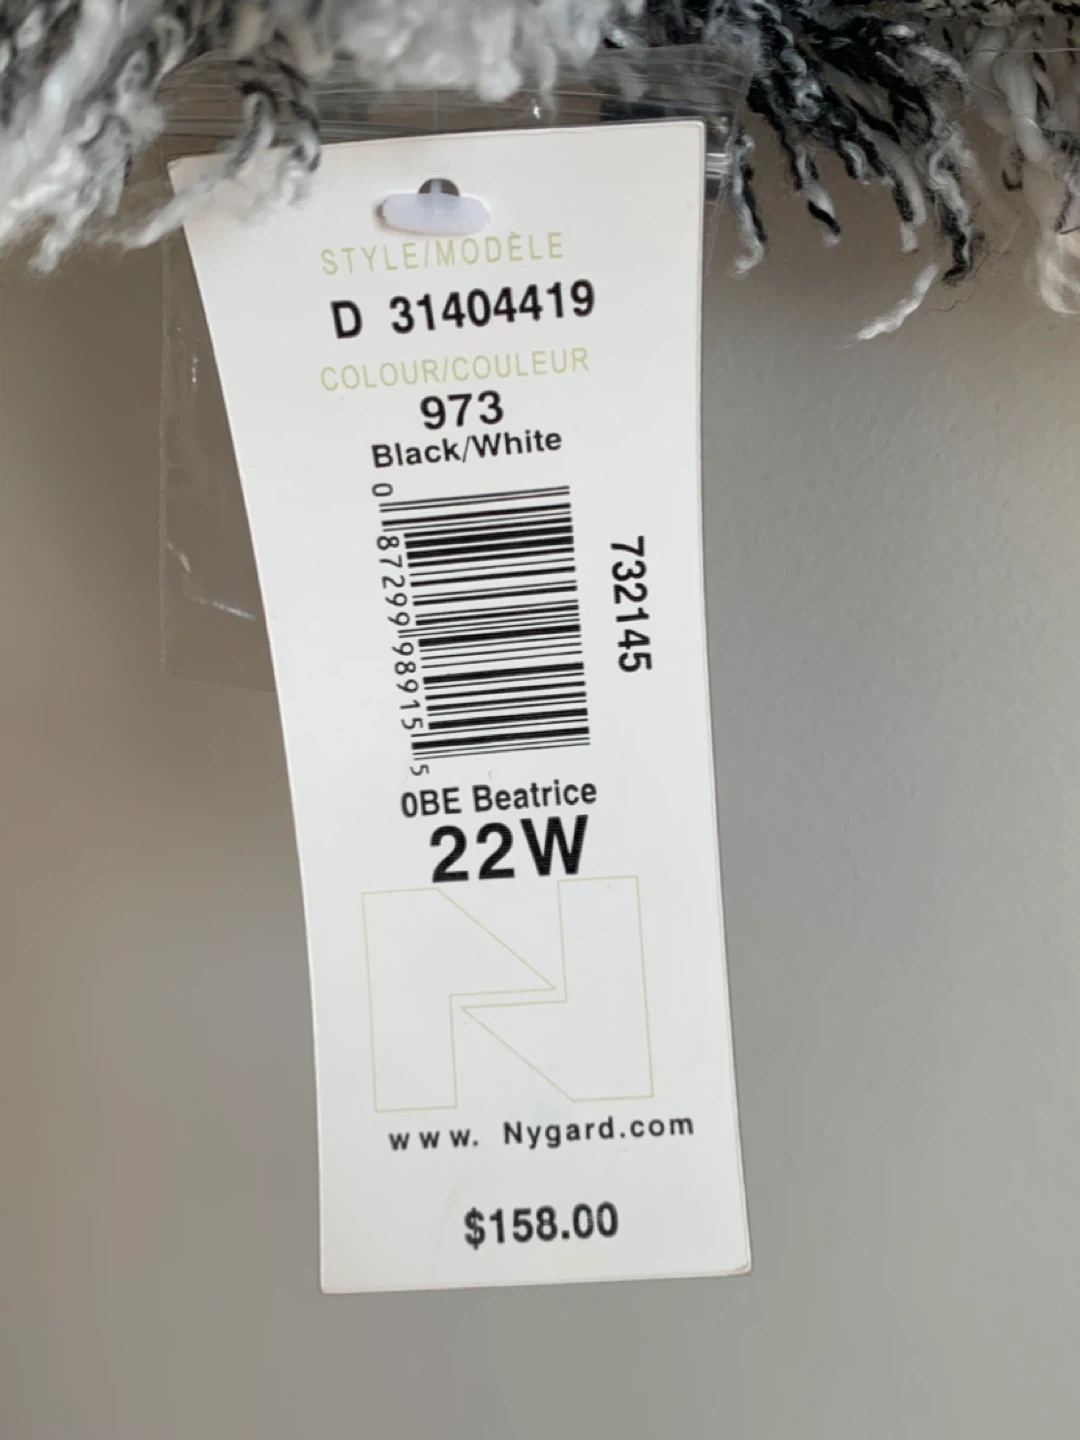 STYLE/MODÈLE
D 31404419
COLOUR/COULEUR
973
Black/White
0 87299 98915 5
732145
0BE Beatrice
22W
www. Nygard.com
$158.00